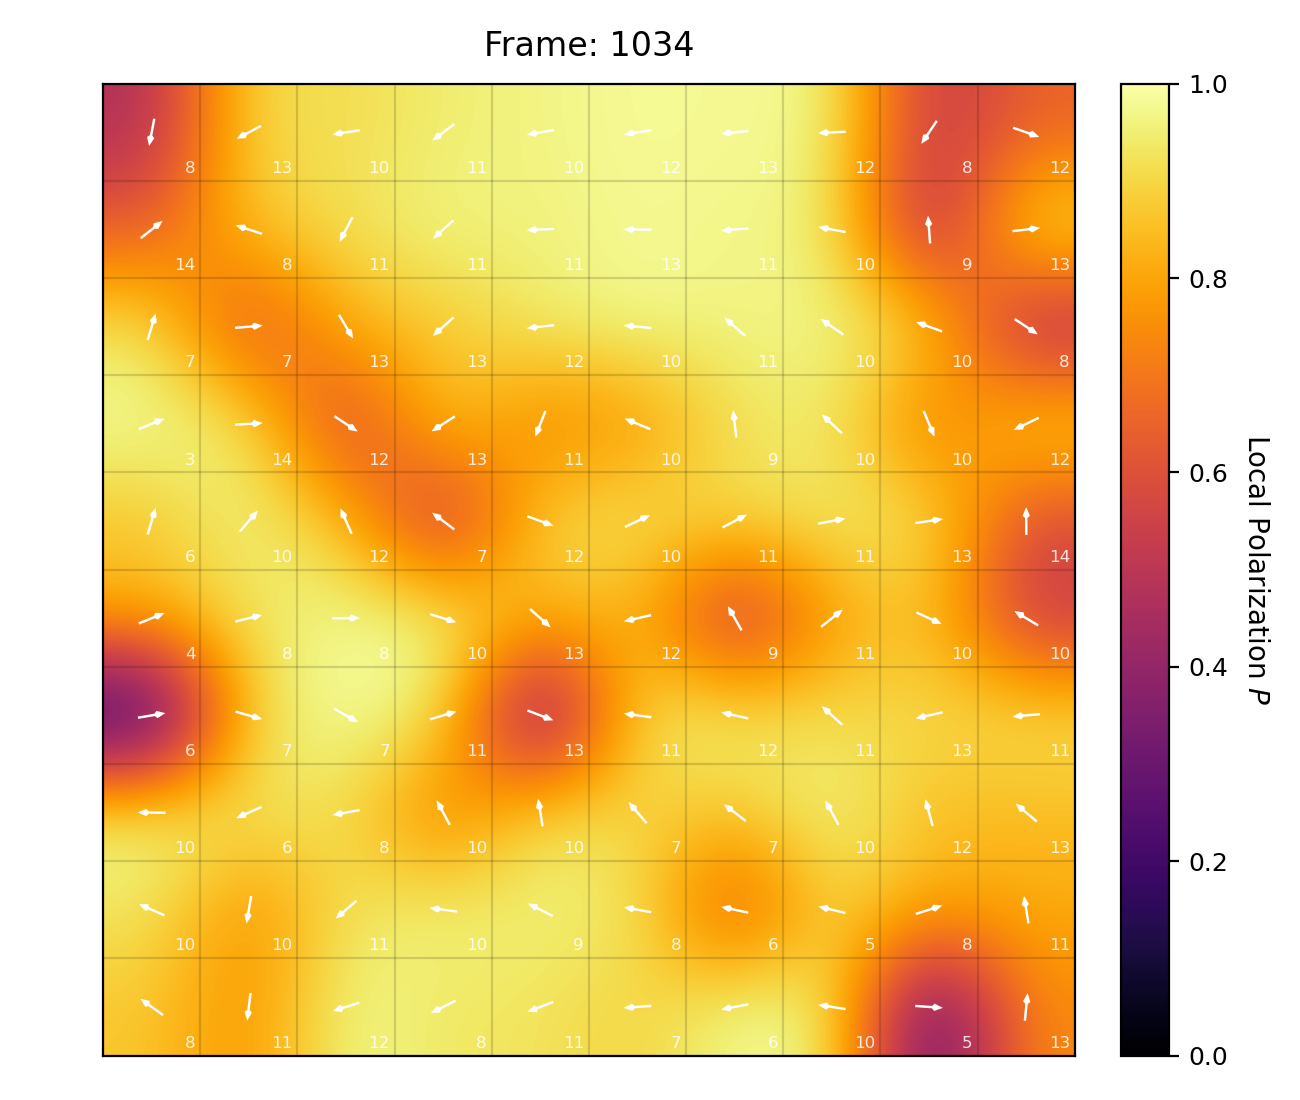 Frame: 1034
8 13 10 11 10 12 13 12 8 12
14 8 11 11 11 13 11 10 9 13
7 7 13 13 12 10 11 10 10 8
3 14 12 13 11 10 9 10 10 12
6 10 12 7 12 10 11 11 13 14
4 8 8 10 13 12 9 11 10 10
6 7 7 11 13 11 12 11 13 11
10 6 8 10 10 7 7 10 12 13
10 10 11 10 9 8 6 5 8 11
8 11 12 8 11 7 6 10 5 13
1.0
0.8
0.6
0.4
0.2
0.0
Local Polarization P